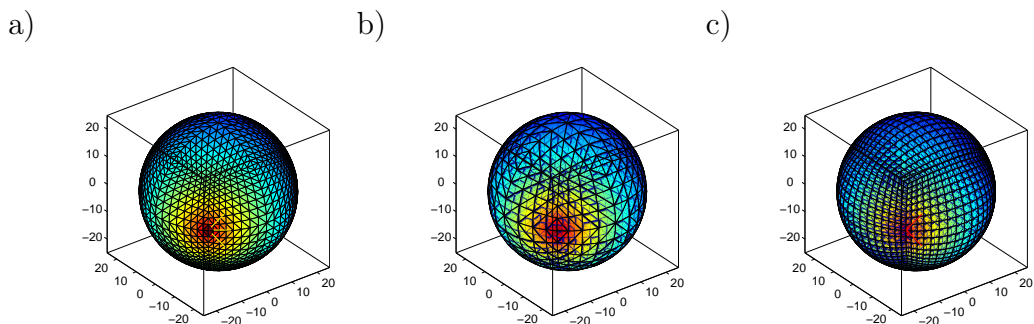 a) b) c)
20 20 20
10 10 10
0 0 0
−10 −10 −10
−20 −20 −20
20 20 20 20 20 20
10 10 10 10 10 10
0 0 0 0 0 0
−10 −10 −10 −10 −10 −10
−20 −20 −20 −20 −20 −20